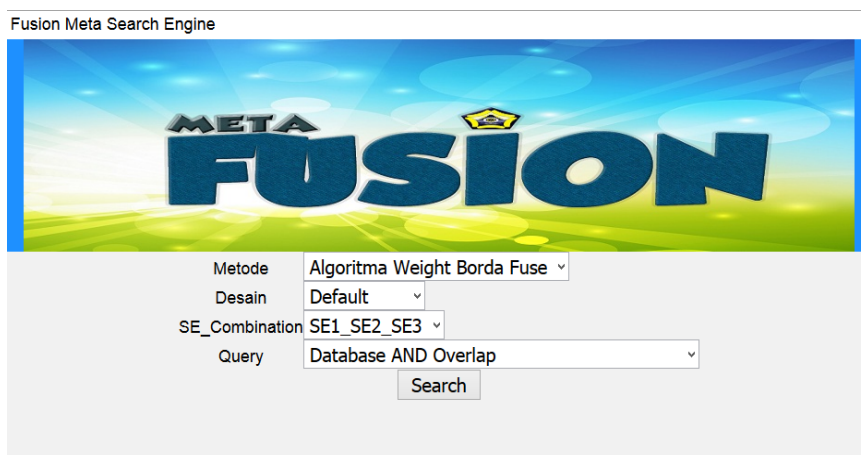 Fusion Meta Search Engine
META
FUSION
Metode Algoritma Weight Borda Fuse
Desain Default
SE_Combination SE1_SE2_SE3
Query Database AND Overlap
Search